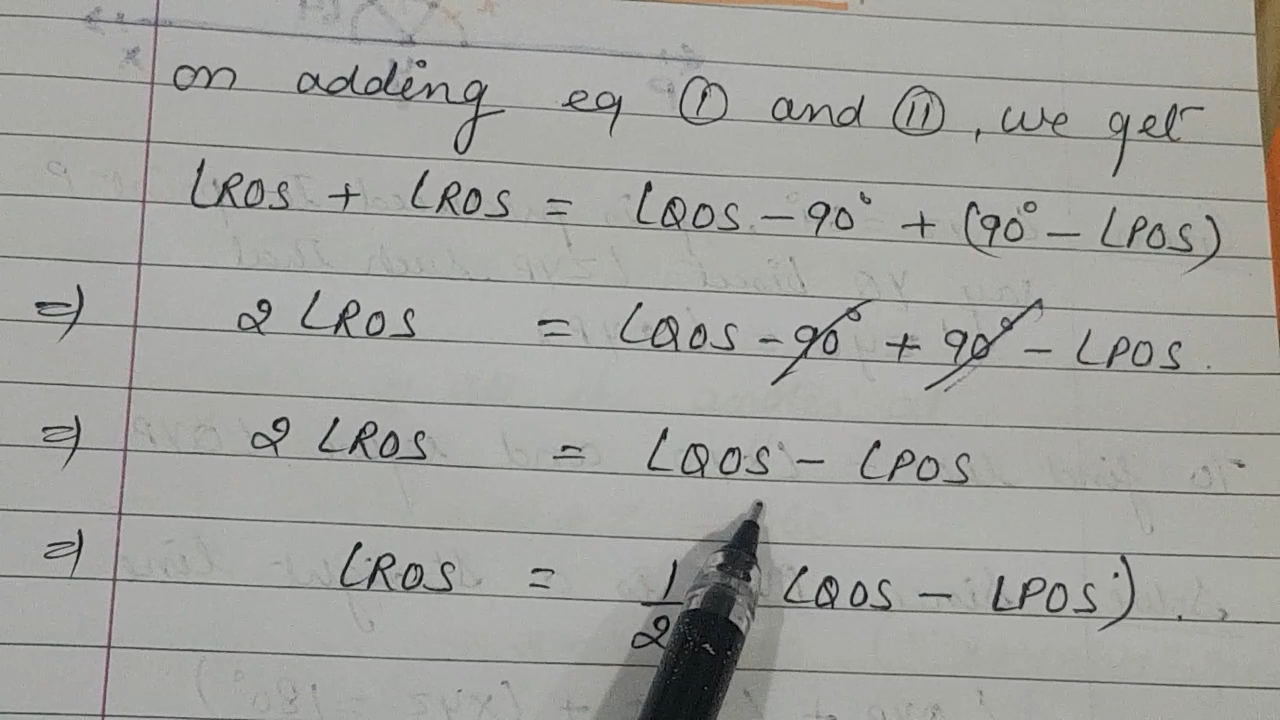 on adding eq Ⓘ and Ⓘⓘ, we get
∠ROS + ∠ROS = ∠QOS - 90° + (90° - ∠POS)
⇒ 2 ∠ROS = ∠QOS - 90° + 90° - ∠POS.
⇒ 2 ∠ROS = ∠QOS - ∠POS
⇒ ∠ROS = 1/2 ∠QOS - ∠POS).